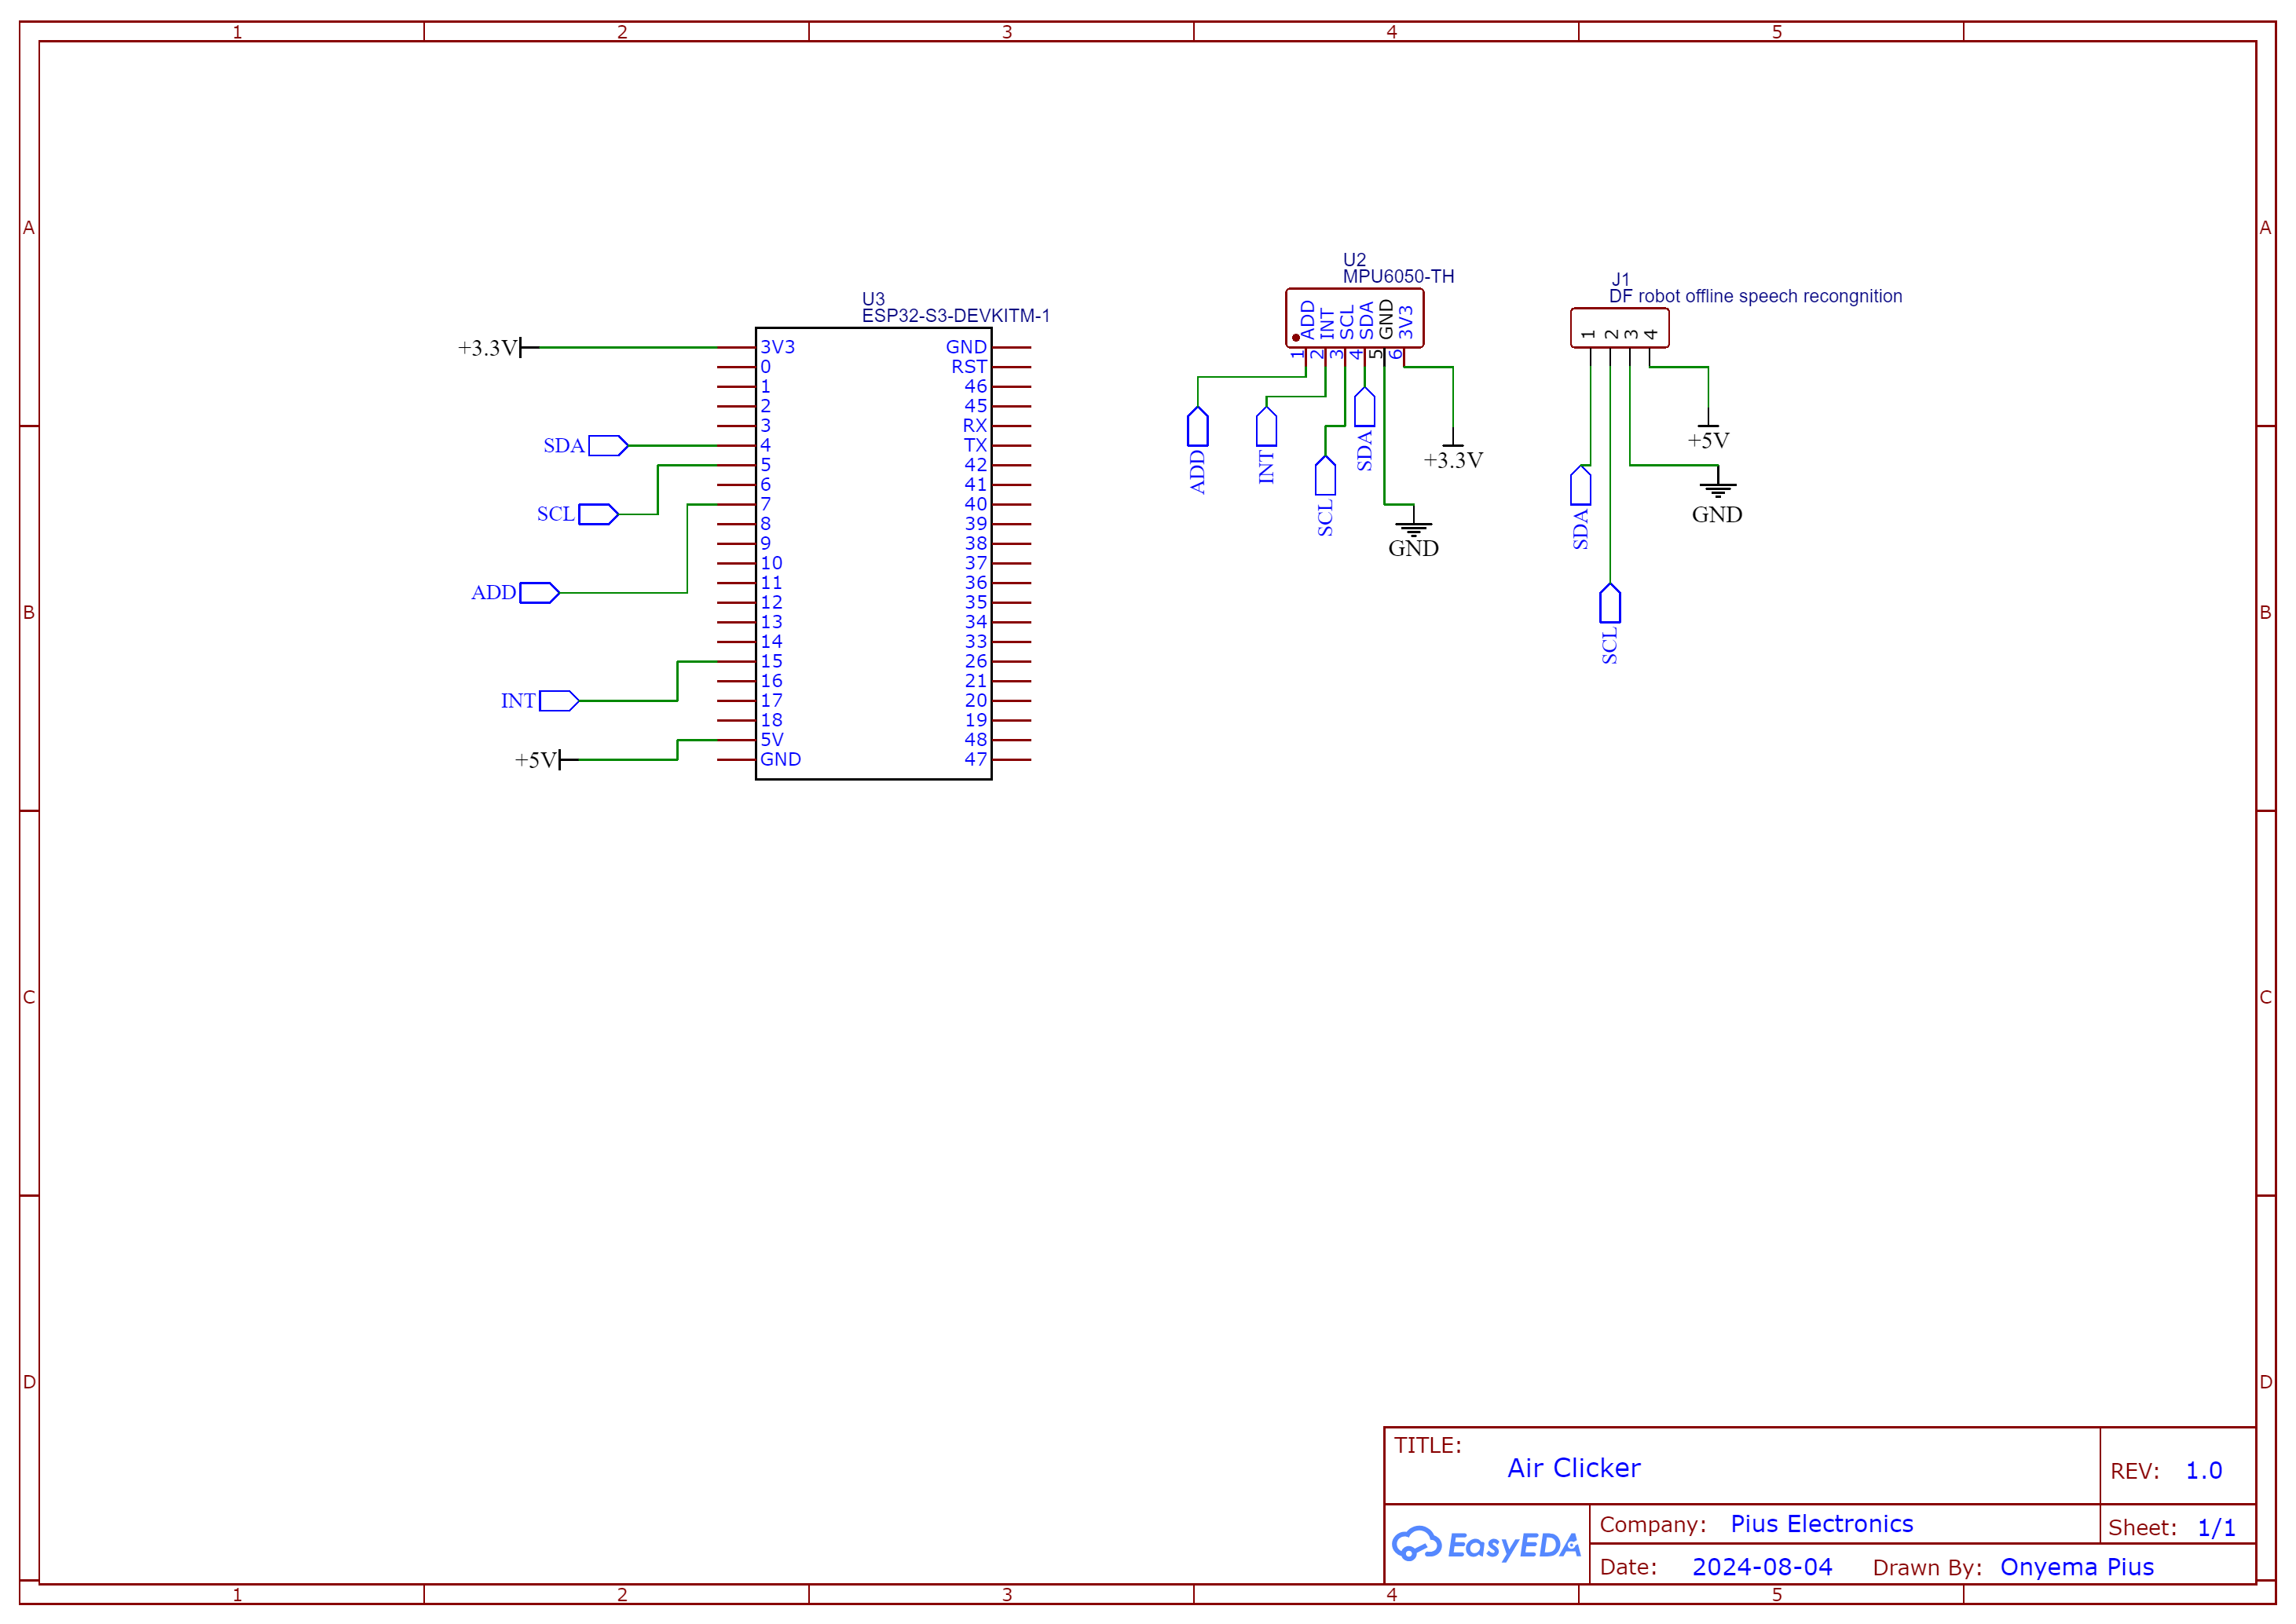 1 2 3 4 5
A A
B B
C C
D D
U3
ESP32-S3-DEVKITM-1
+3.3V
SDA
SCL
ADD
INT
+5V
3V3 GND
0 RST
1 46
2 45
3 RX
4 TX
5 42
6 41
7 40
8 39
9 38
10 37
11 36
12 35
13 34
14 33
15 26
16 21
17 20
18 19
5V 48
GND 47
U2
MPU6050-TH
ADD INT SCL SDA GND 3V3
1 2 3 4 5 6
ADD
INT
SCL
SDA
+3.3V
GND
J1
DF robot offline speech recongnition
1 2 3 4
+5V
GND
SDA
SCL
TITLE:
Air Clicker
REV: 1.0
EasyEDA
Company: Pius Electronics
Sheet: 1/1
Date: 2024-08-04 Drawn By: Onyema Pius
1 2 3 4 5